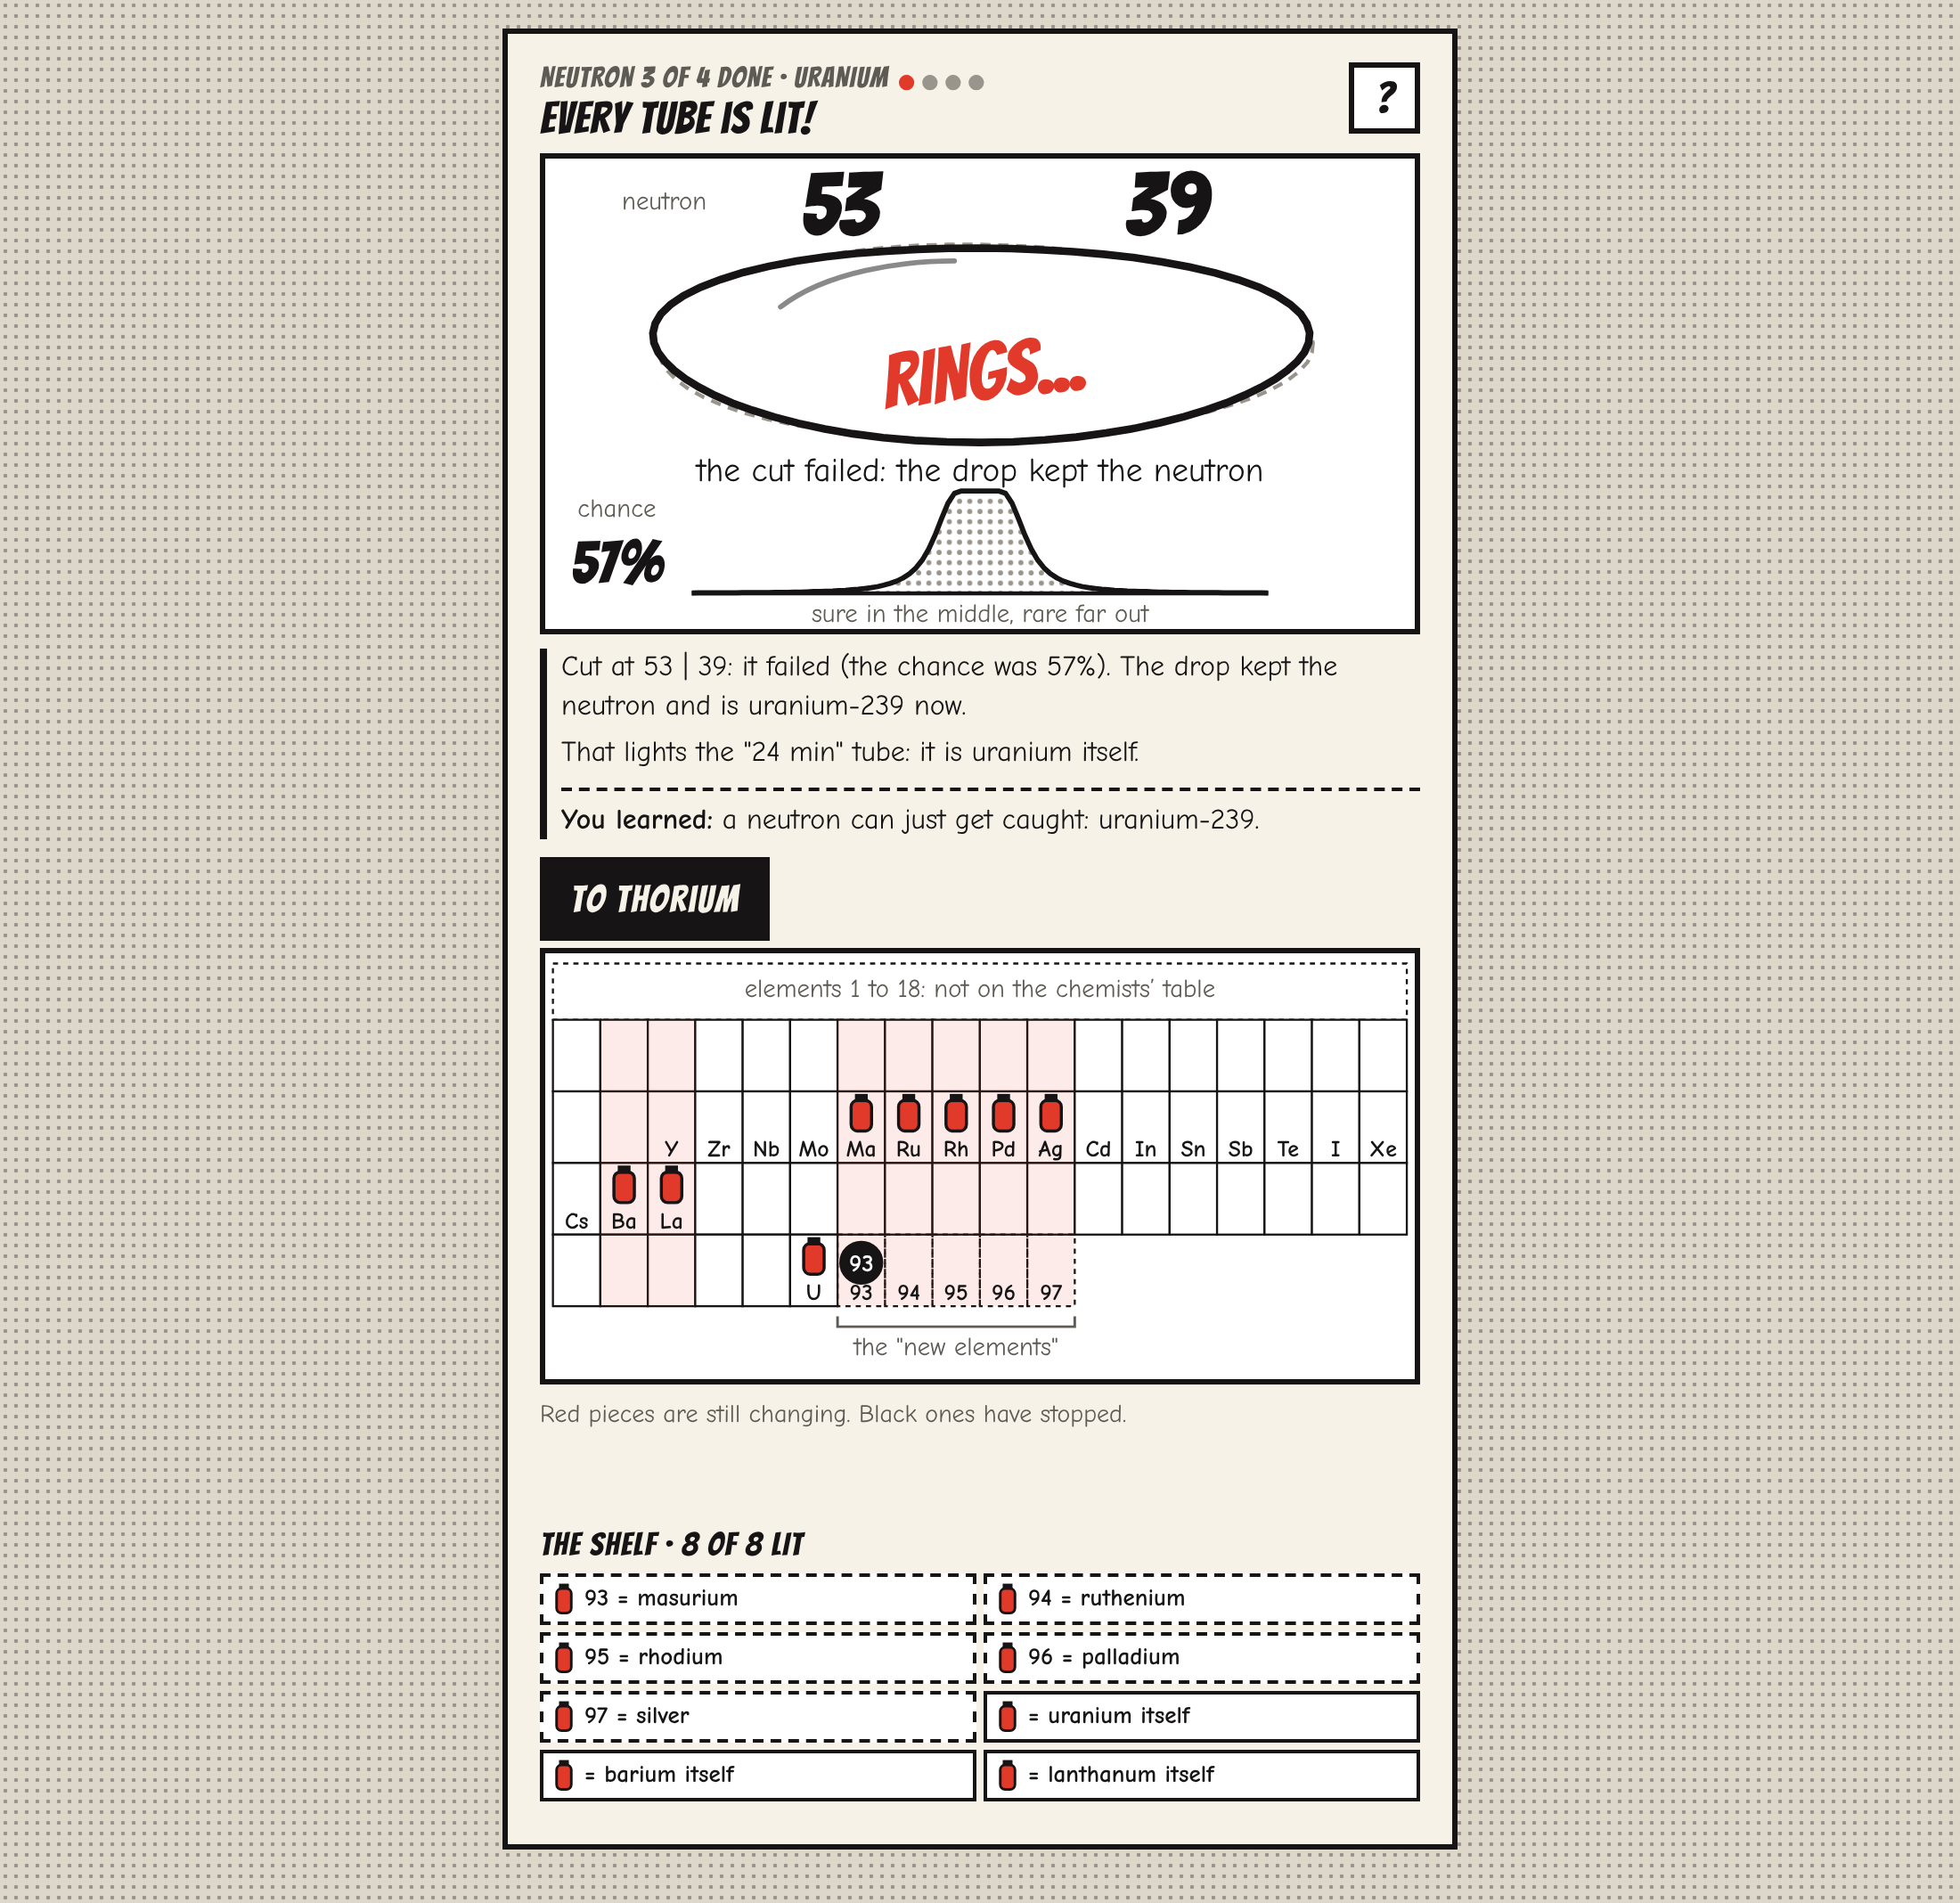 NEUTRON 3 OF 4 DONE · URANIUM
EVERY TUBE IS LIT!
?
neutron
53
39
RINGS...
the cut failed: the drop kept the neutron
chance
57%
sure in the middle, rare far out
Cut at 53 | 39: it failed (the chance was 57%). The drop kept the
neutron and is uranium-239 now.
That lights the "24 min" tube: it is uranium itself.
You learned: a neutron can just get caught: uranium-239.
TO THORIUM
elements 1 to 18: not on the chemists' table
Y Zr Nb Mo Ma Ru Rh Pd Ag Cd In Sn Sb Te I Xe
Cs Ba La
93
U 93 94 95 96 97
the "new elements"
Red pieces are still changing. Black ones have stopped.
THE SHELF · 8 OF 8 LIT
93 = masurium
94 = ruthenium
95 = rhodium
96 = palladium
97 = silver
= uranium itself
= barium itself
= lanthanum itself